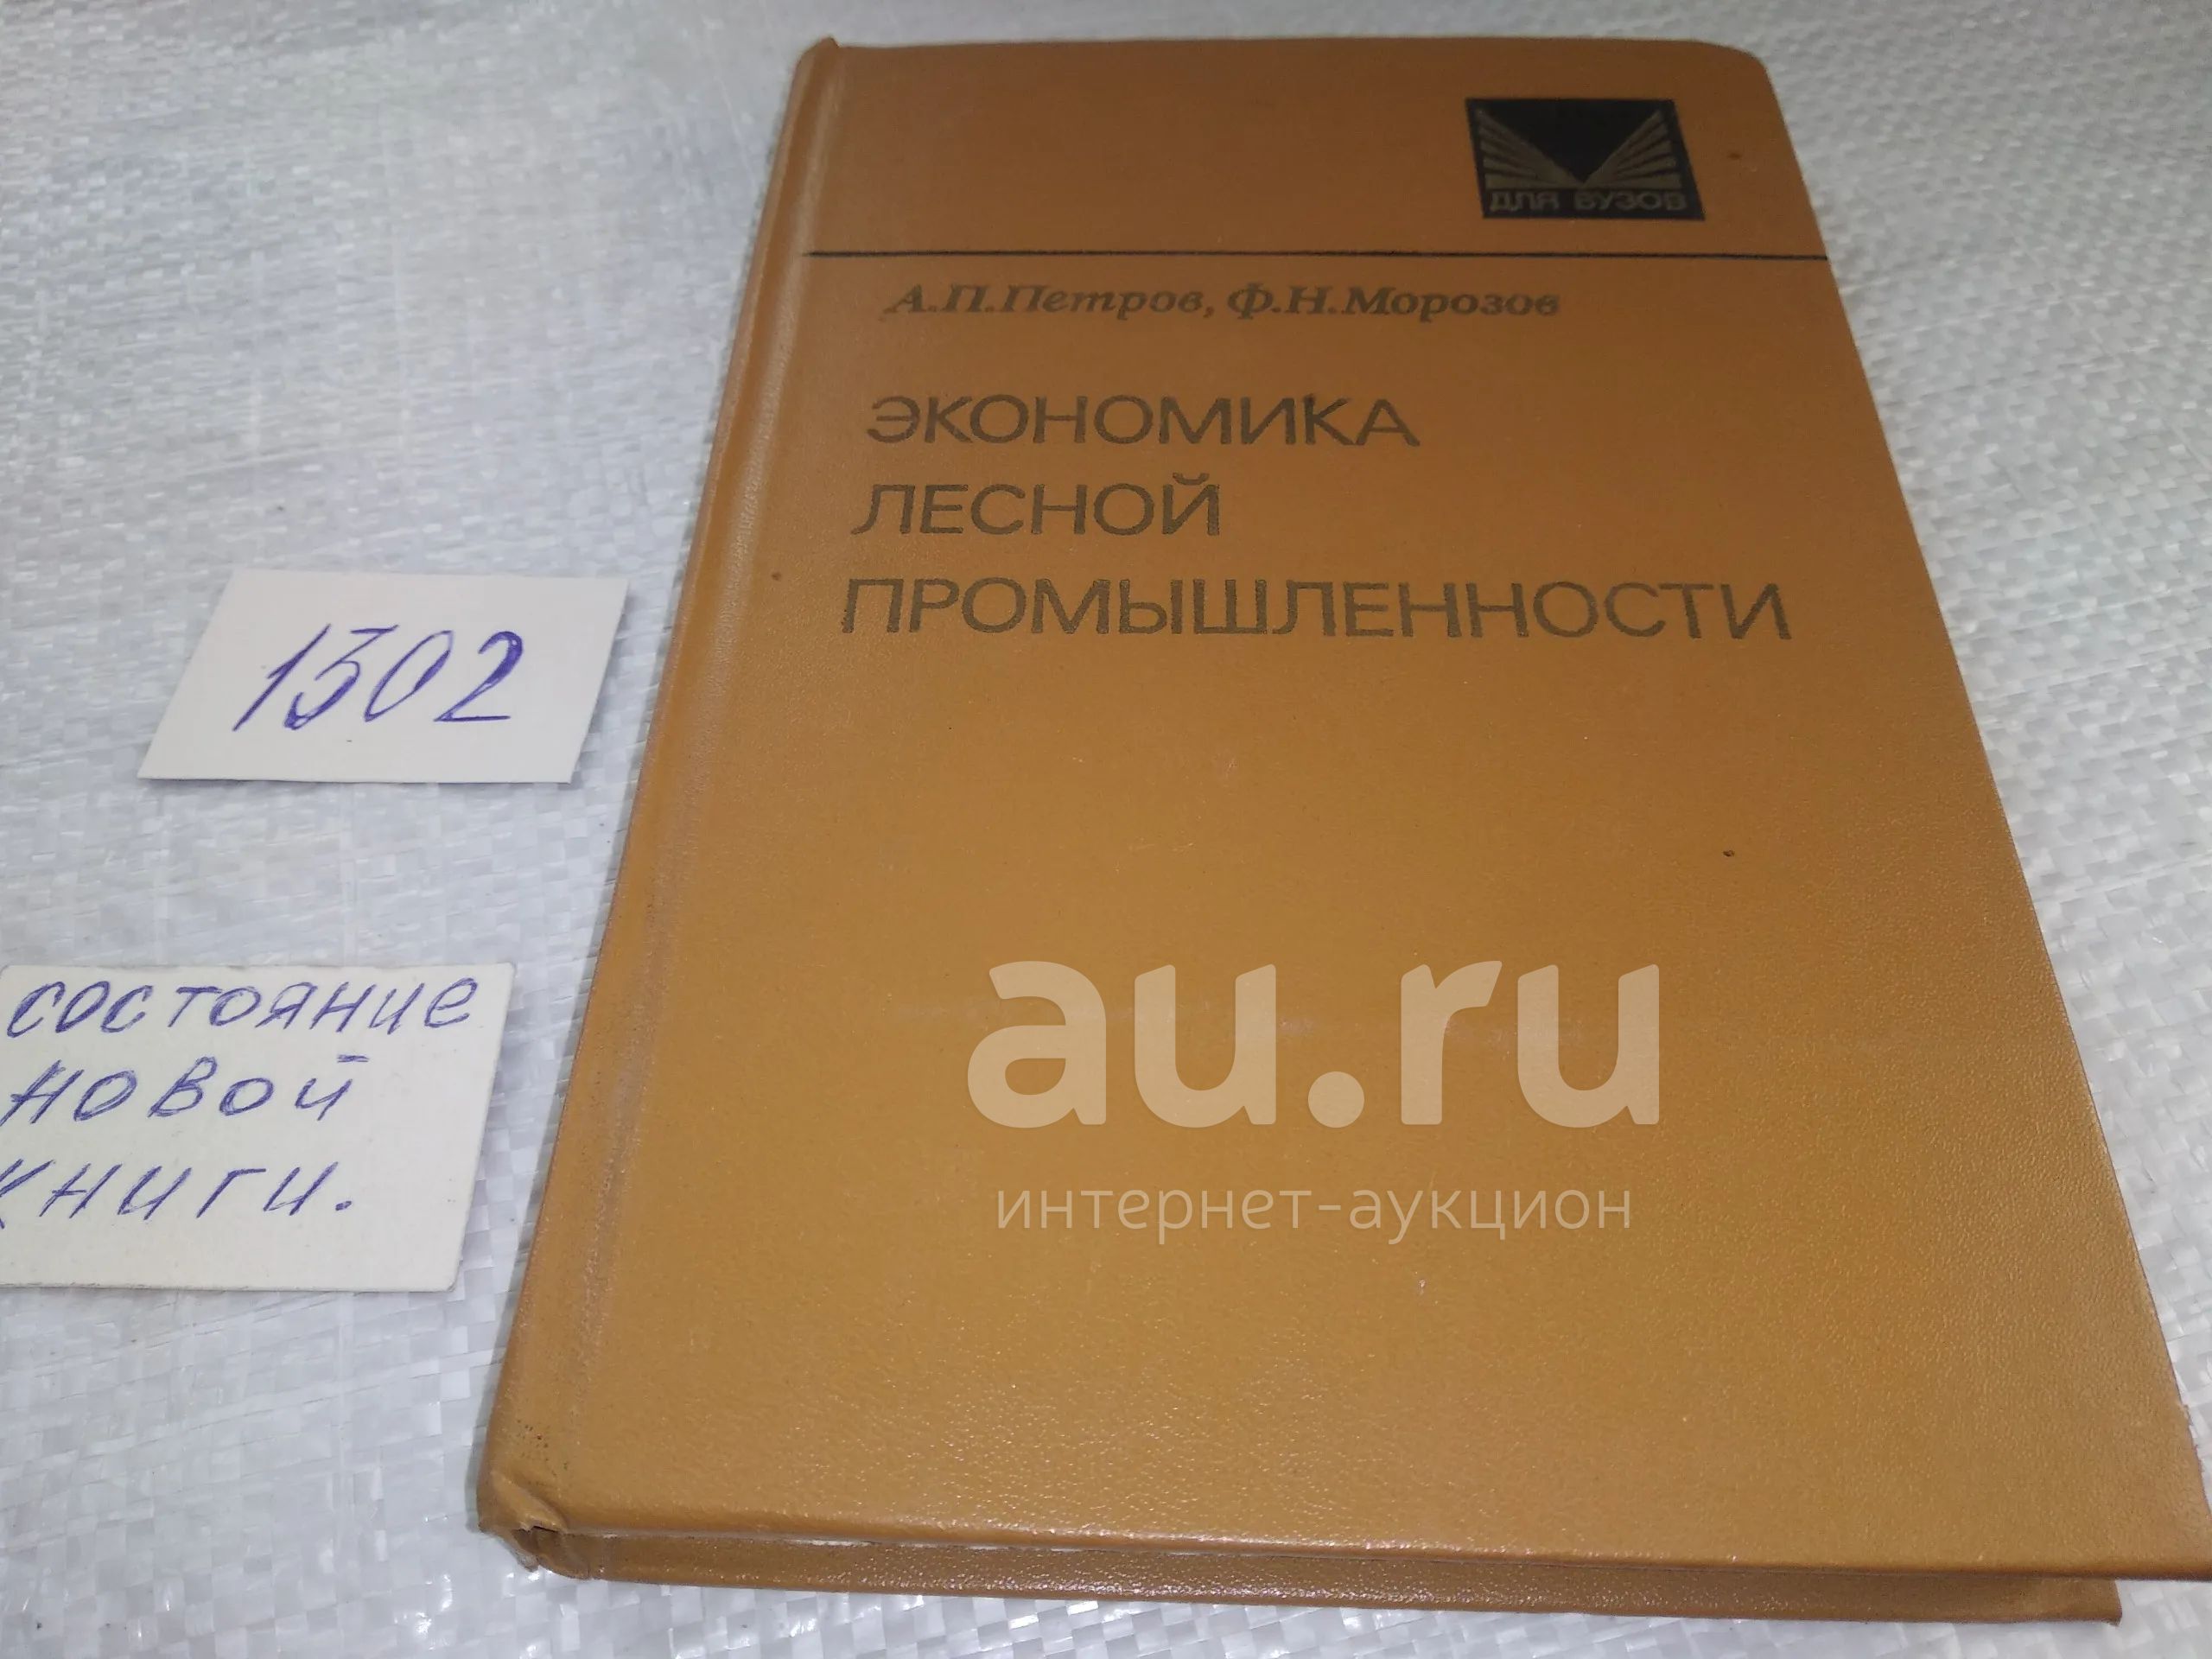 ДЛЯ ВУЗОВ
А.П.Петров, Ф.Н.Морозов
ЭКОНОМИКА
ЛЕСНОЙ
ПРОМЫШЛЕННОСТИ
1302
состояние
новой
книги.
au.ru
интернет-аукцион